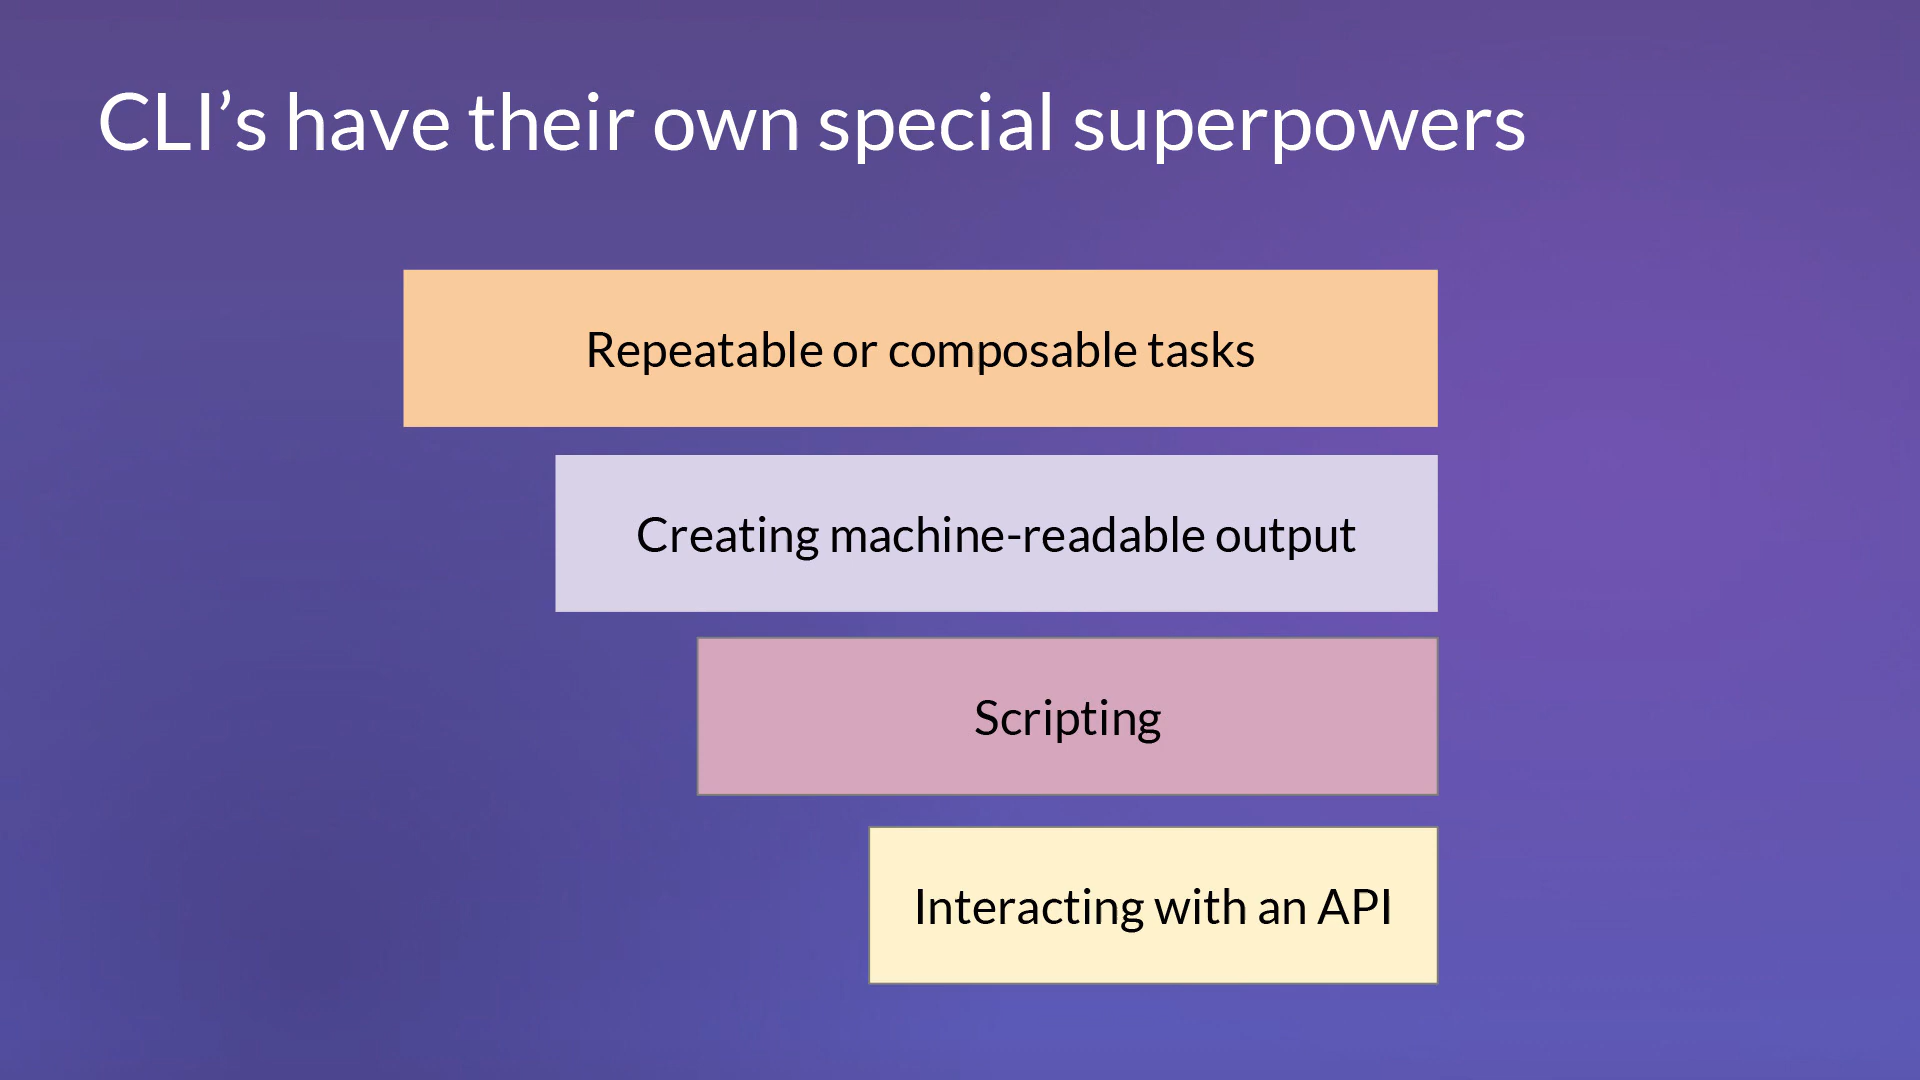 CLI’s have their own special superpowers
Repeatable or composable tasks
Creating machine-readable output
Scripting
Interacting with an API